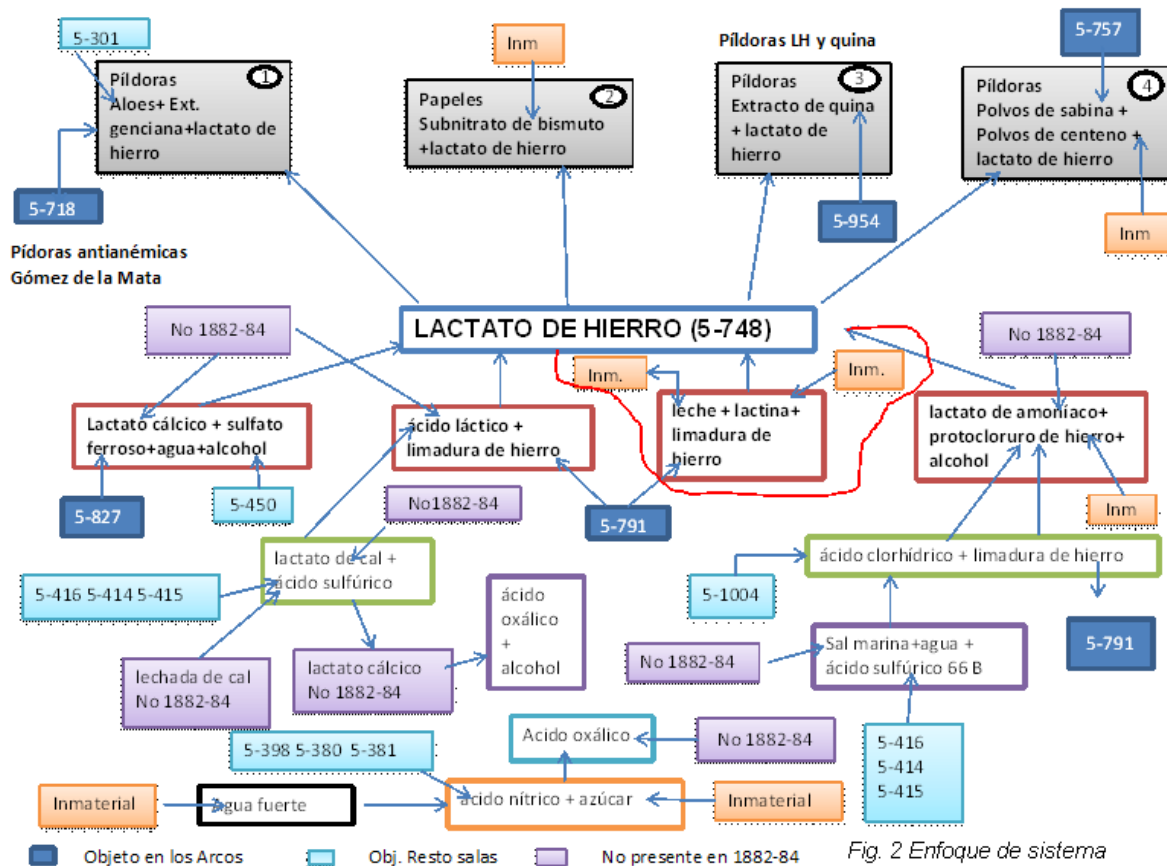 5-301
Inm
Píldoras LH y quina
5-757
1
Píldoras
Aloes+ Ext.
genciana+lactato de
hierro
2
Papeles
Subnitrato de bismuto
+lactato de hierro
3
Píldoras
Extracto de quina
+ lactato de
hierro
4
Píldoras
Polvos de sabina +
Polvos de centeno +
lactato de hierro
5-718
5-954
Inm
Pídoras antianémicas
Gómez de la Mata
No 1882-84
LACTATO DE HIERRO (5-748)
No 1882-84
Inm.
Inm.
Lactato cálcico + sulfato
ferroso+agua+alcohol
ácido láctico +
limadura de hierro
leche + lactina+
limadura de
hierro
lactato de amoníaco+
protocloruro de hierro+
alcohol
5-827
5-450
No1882-84
5-791
Inm
lactato de cal +
ácido sulfúrico
ácido clorhídrico + limadura de hierro
5-416 5-414 5-415
ácido
oxálico
+
alcohol
5-1004
5-791
lechada de cal
No 1882-84
lactato cálcico
No 1882-84
No 1882-84
Sal marina+agua +
ácido sulfúrico 66 B
5-398 5-380 5-381
Acido oxálico
No 1882-84
5-416
5-414
5-415
Inmaterial
Agua fuerte
ácido nítrico + azúcar
Inmaterial
Objeto en los Arcos
Obj. Resto salas
No presente en 1882-84
Fig. 2 Enfoque de sistema